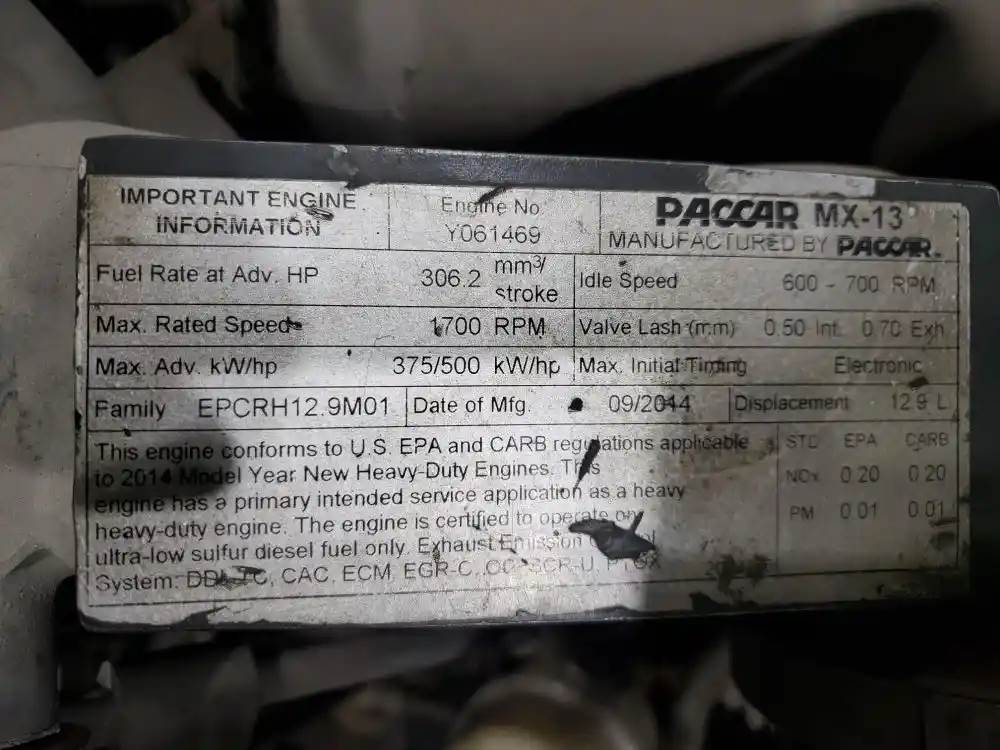 IMPORTANT ENGINE
INFORMATION
Engine No
Y061469
PACCAR MX-13
MANUFACTURED BY PACCAR.
Fuel Rate at Adv. HP 306.2 mm3/
stroke
Idle Speed 600 - 700 RPM
Max. Rated Speed 1700 RPM
Valve Lash (mm) 0.50 Int. 0.70 Exh.
Max. Adv. kW/hp 375/500 kW/hp
Max. Initial Timing Electronic
Family EPCRH12.9M01
Date of Mfg. 09/2014
Displacement 12.9 L
This engine conforms to U.S. EPA and CARB regulations applicable
to 2014 Model Year New Heavy-Duty Engines. This
engine has a primary intended service application as a heavy
heavy-duty engine. The engine is certified to operate on
ultra-low sulfur diesel fuel only. Exhaust Emission
System: CAC, ECM, EGR-C,
STD EPA CARB
NOx 0.20 0.20
PM 0.01 0.01